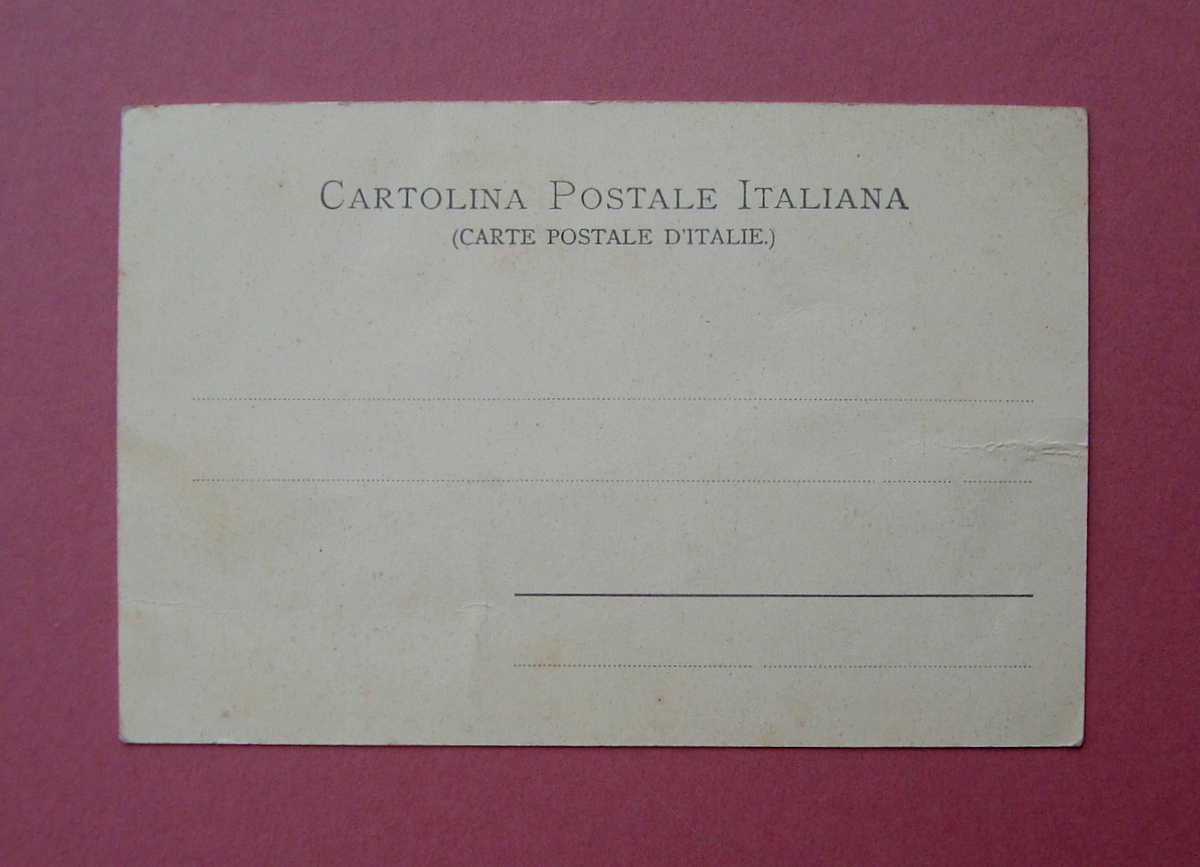 CARTOLINA POSTALE ITALIANA
(CARTE POSTALE D'ITALIE.)